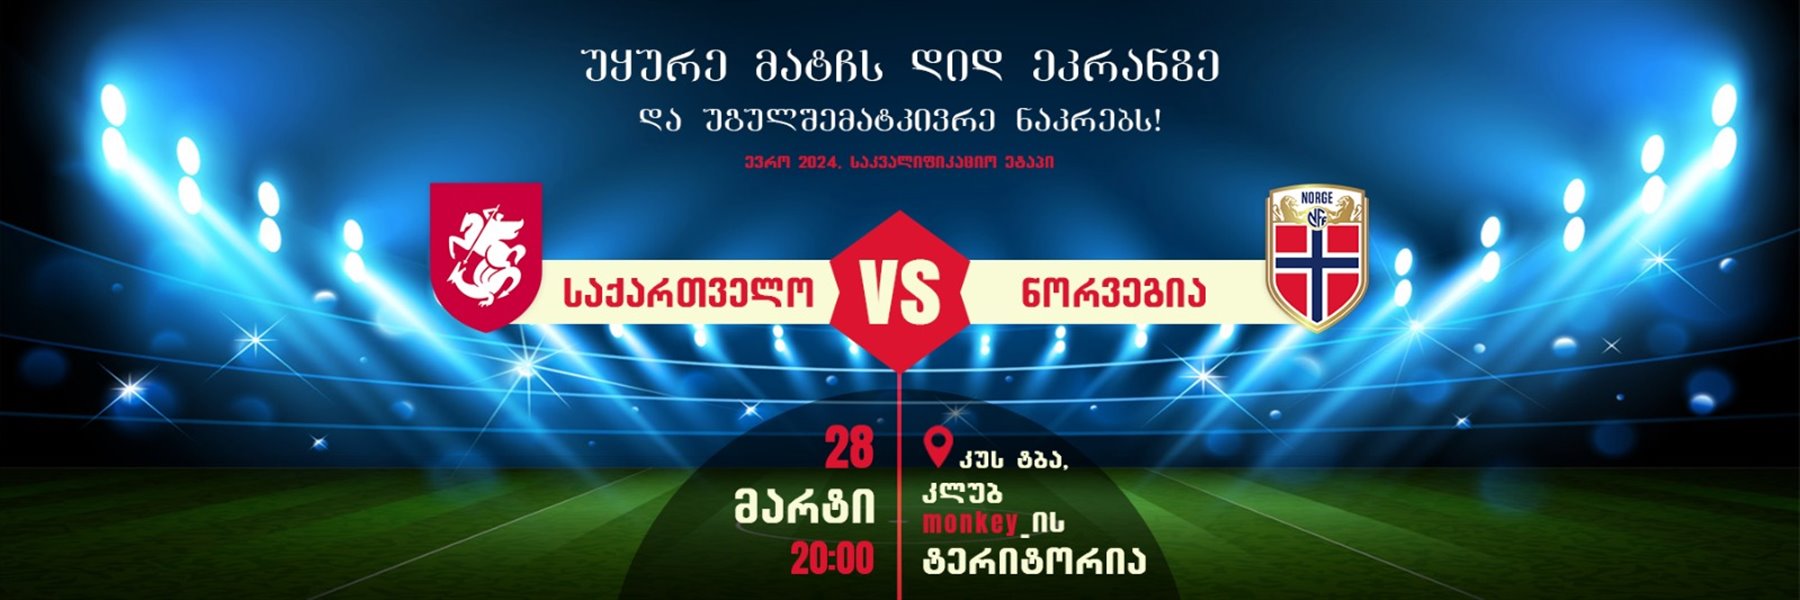 უყურე მატჩს დიდ ეკრანზე
და უგულშემატკივრე ნაკრებს!
ევრო 2024. საკვალიფიკაციო ეტაპი
NORGE
NFF
საქართველო VS ნორვეგია
28
მარტი
20:00
კუს ტბა,
კლუბ
monkey_ის
ტერიტორია